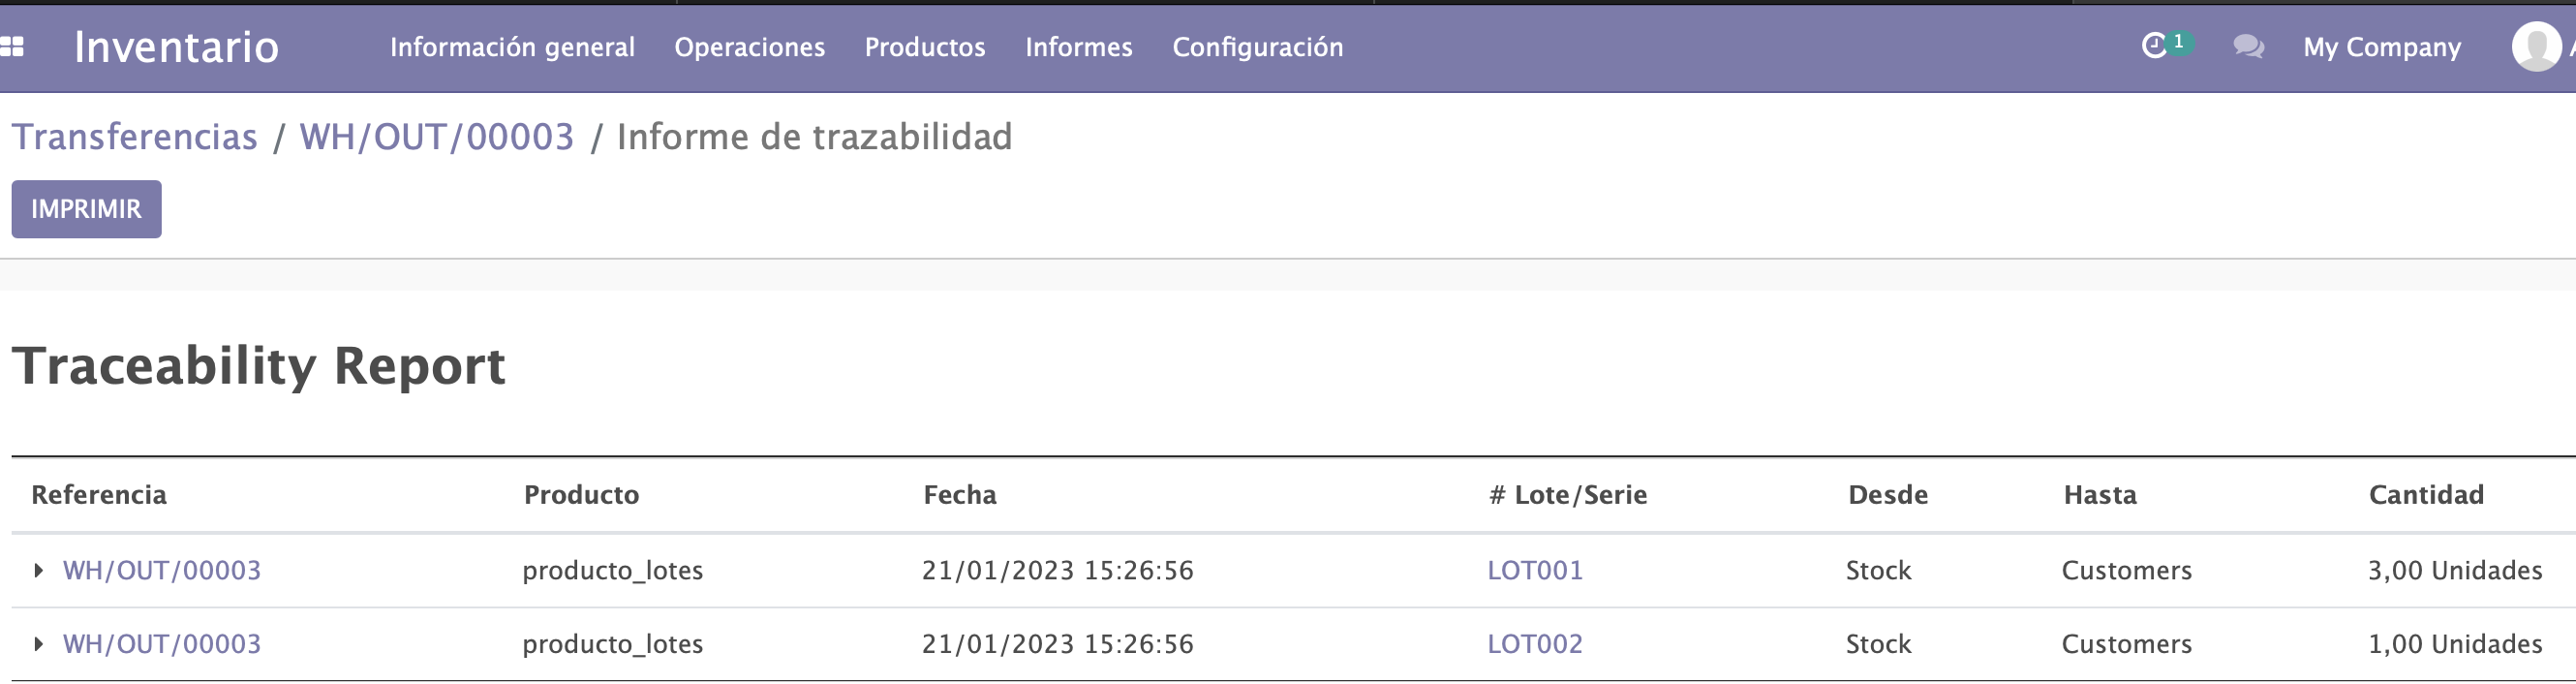 Inventario Información general Operaciones Productos Informes Configuración 1 My Company
Transferencias / WH/OUT/00003 / Informe de trazabilidad
IMPRIMIR
Traceability Report
Referencia Producto Fecha # Lote/Serie Desde Hasta Cantidad
WH/OUT/00003 producto_lotes 21/01/2023 15:26:56 LOT001 Stock Customers 3,00 Unidades
WH/OUT/00003 producto_lotes 21/01/2023 15:26:56 LOT002 Stock Customers 1,00 Unidades